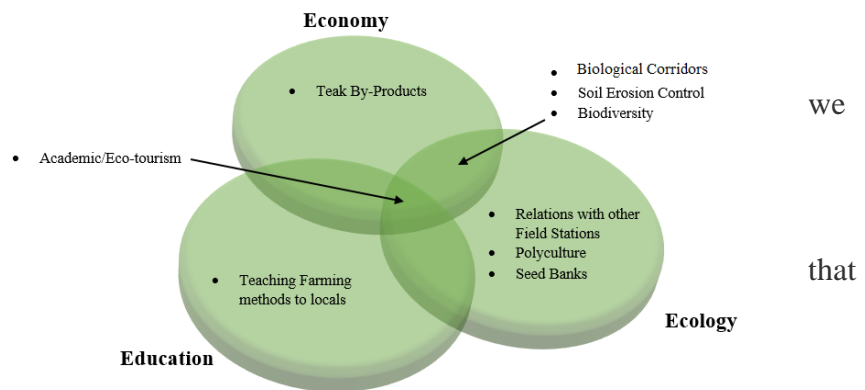 Economy
• Teak By-Products
• Biological Corridors
• Soil Erosion Control
• Biodiversity
we
• Academic/Eco-tourism
• Relations with other
Field Stations
• Polyculture
• Seed Banks
that
• Teaching Farming
methods to locals
Ecology
Education